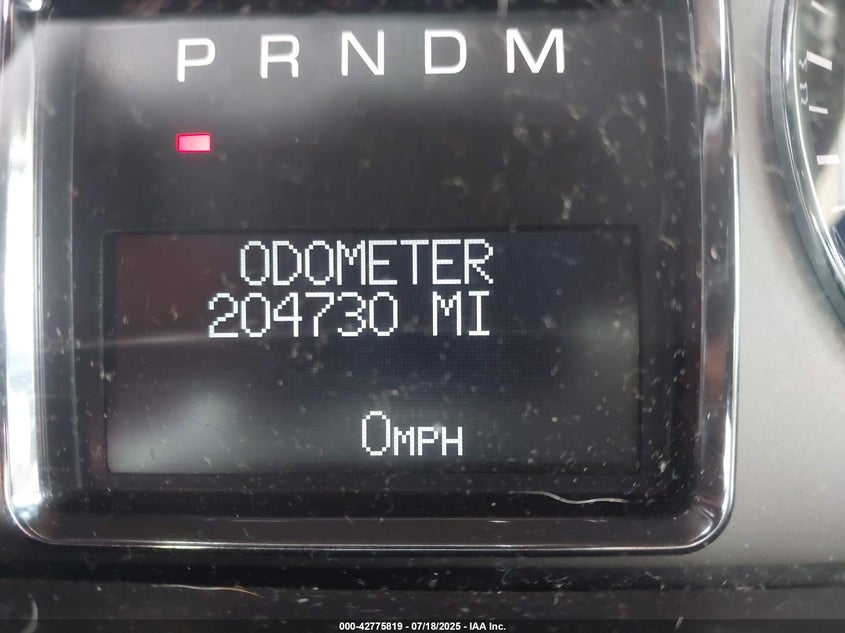 P R N D M
ODOMETER
204730 MI
0MPH
000-42775819 - 07/18/2025 - IAA Inc.